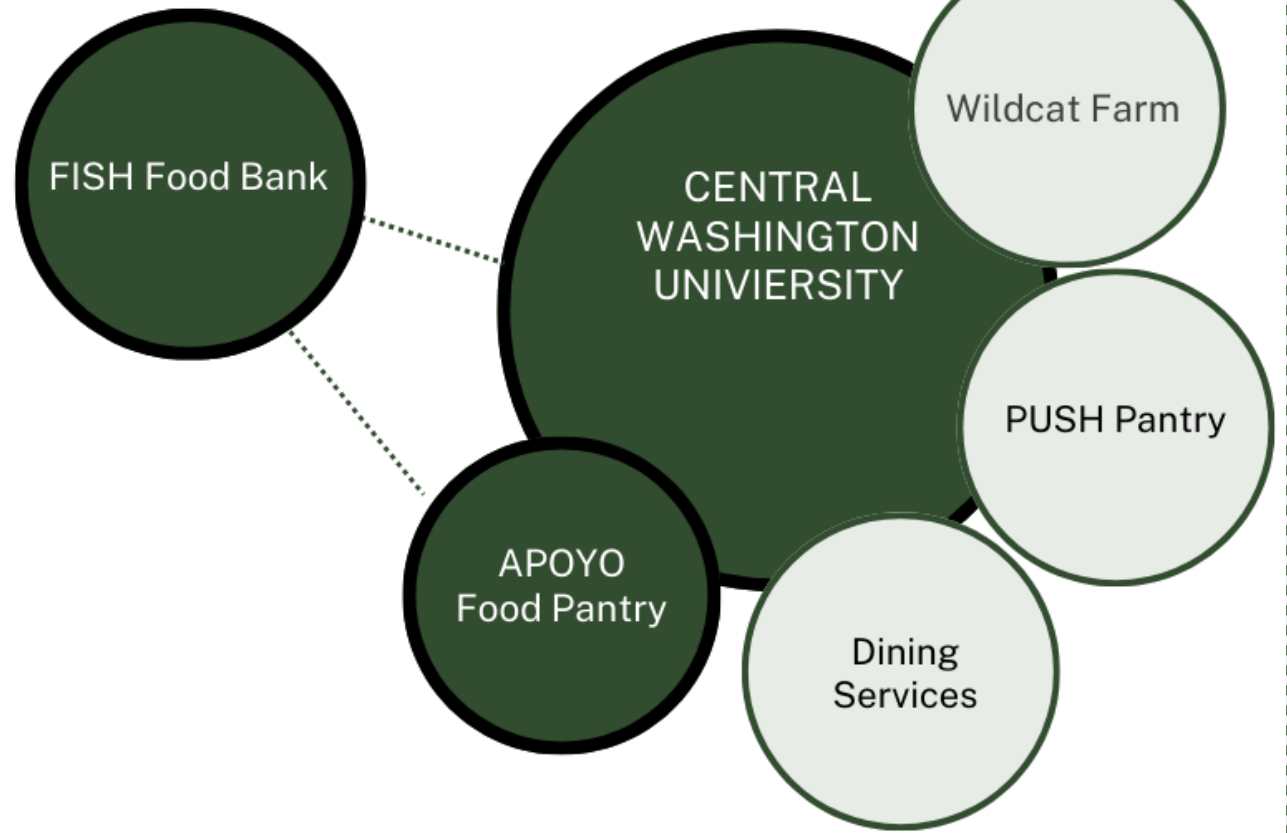 FISH Food Bank
CENTRAL
WASHINGTON
UNIVIERSITY
Wildcat Farm
PUSH Pantry
APOYO
Food Pantry
Dining
Services